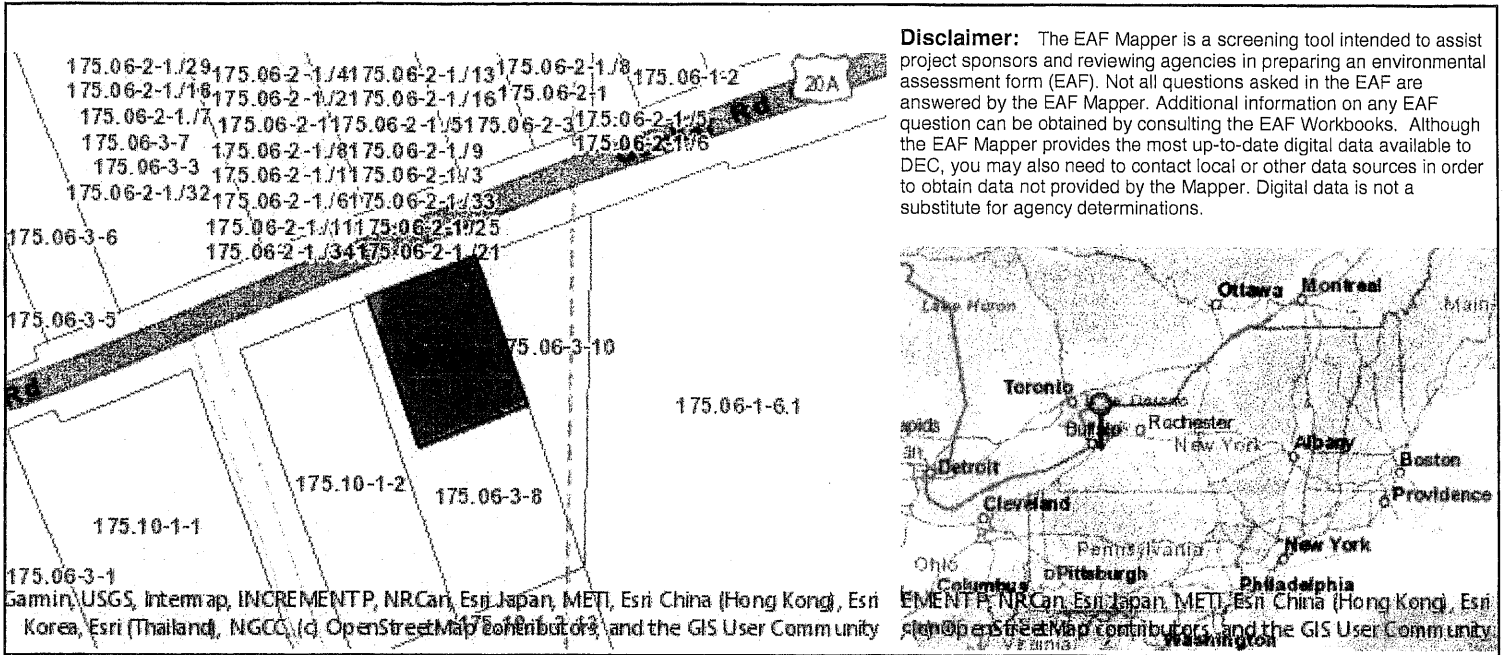 Disclaimer: The EAF Mapper is a screening tool intended to assist
project sponsors and reviewing agencies in preparing an environmental
assessment form (EAF). Not all questions asked in the EAF are
answered by the EAF Mapper. Additional information on any EAF
question can be obtained by consulting the EAF Workbooks. Although
the EAF Mapper provides the most up-to-date digital data available to
DEC, you may also need to contact local or other data sources in order
to obtain data not provided by the Mapper. Digital data is not a
substitute for agency determinations.
175.06-2-1./29 175.06-2-1./4 175.06-2-1./13 175.06-2-1./8 175.06-1-2
20A
175.06-2-1./2 175.06-2-1./16 175.06-2-1
175.06-2-1./7 175.06-2-1 175.06-2-1./5 175.06-2-3 175.06-2-1./5 Rd
175.06-3-7 175.06-2-1./8 175.06-2-1./9 175.06-2-1./6
175.06-3-3 175.06-2-1./1 175.06-2-1./3
175.06-2-1./32 175.06-2-1./6 175.06-2-1./33
175.06-3-6 175.06-2-1./11 175.06-2-1./25
175.06-2-1./34 175.06-2-1./21
175.06-3-5
75.06-3-10
Rd
175.06-1-6.1
175.10-1-2
175.06-3-8
175.10-1-1
175.06-3-1
Garmin, USGS, Intermap, INCREMENT P, NRCan, Esri Japan, METI, Esri China (Hong Kong), Esri
Korea, Esri (Thailand), NGCC, (c) OpenStreetMap contributors, and the GIS User Community
Ottawa Montreal
Lake Huron
Main
Toronto
Rochester
Buffalo
New York
Albany
Detroit
Boston
Cleveland
Providence
Pennsylvania
New York
Ohio
Pittsburgh
Columbus
Philadelphia
EMENT P, NRCan, Esri Japan, METI, Esri China (Hong Kong), Esri
OpenStreetMap contributors, and the GIS User Community
Washington